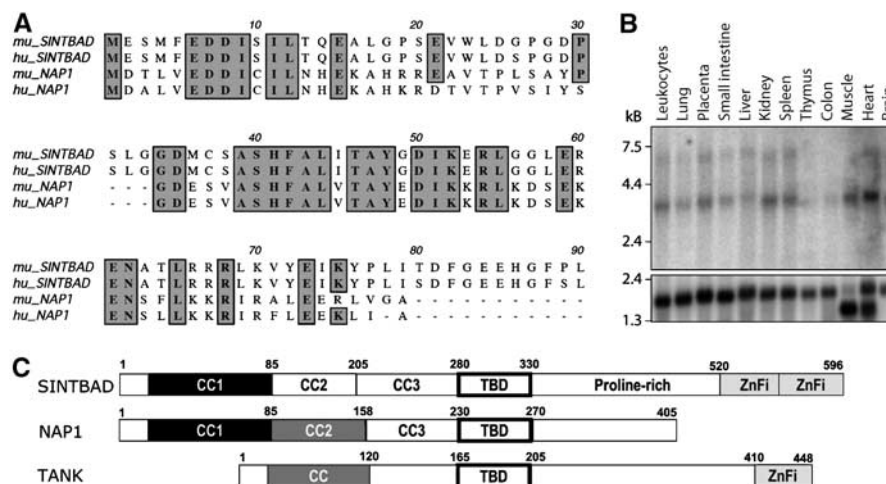 A
10 20 30
mu_SINTBAD M E S M F E D D I S I L T Q E A L G P S E V W L D G P G D P
hu_SINTBAD M E S M F E D D I S I L T Q E A L G P S E V W L D G P G D P
mu_NAP1 M D T L V E D D I C I L N H E K A H R R E A V T P L S A Y P
hu_NAP1 M D A L V E D D I C I L N H E K A H K R D T V T P V S I Y S
40 50 60
mu_SINTBAD S L G G D M C S A S H F A L I T A Y G D I K E R L G G L E R
hu_SINTBAD S L G G D M C S A S H F A L I T A Y G D I K E R L G G L E R
mu_NAP1 - - - G D E S V A S H F A L V T A Y E D I K E R L K D S E K
hu_NAP1 - - - G D E S V A S H F A L V T A Y E D I K E R L K D S E K
70 80 90
mu_SINTBAD E N A T L R R R L K V Y E I K Y P L I T D F G E E H G F S L
hu_SINTBAD E N A T L R R R L K V Y E I K Y P L I S D F G E E H G F P L
mu_NAP1 E N S F L K K R I R A L E E R L V G A - - - - - - - - - - -
hu_NAP1 E N S L L K K R I R F L E E K L I - A - - - - - - - - - - -
B
Leukocytes Lung Placenta Small intestine Liver Kidney Spleen Thymus Colon Muscle Heart Brain
kB
7.5
4.4
2.4
2.4
1.3
C
1 85 205 280 330 520 596
SINTBAD CC1 CC2 CC3 TBD Proline-rich ZnFi ZnFi
1 85 158 230 270 405
NAP1 CC1 CC2 CC3 TBD
1 120 165 205 410 448
TANK CC TBD ZnFi